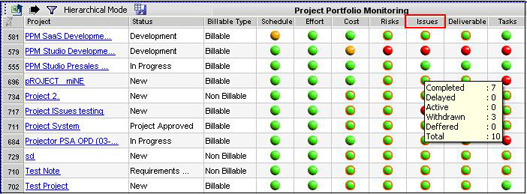 Hierarchical Mode Project Portfolio Monitoring
Project Status Billable Type Schedule Effort Cost Risks Issues Deliverable Tasks
581 PPM SaaS Developme... Development Billable
579 PPM Studio Developme... Development Billable
555 PPM Studio Presales ... In Progress Billable
696 pROJECT miNE New Billable
734 Project 2. New Non Billable
717 Project ISsues testing New Billable
711 Project System Project Approved Billable
684 Projector PSA OPD (03-... In Progress Billable
729 sd New Non Billable
710 Test Note Requirements ... Non Billable
702 Test Project New Billable
Completed : 7
Delayed : 0
Active : 0
Withdrawn : 3
Deffered : 0
Total : 10